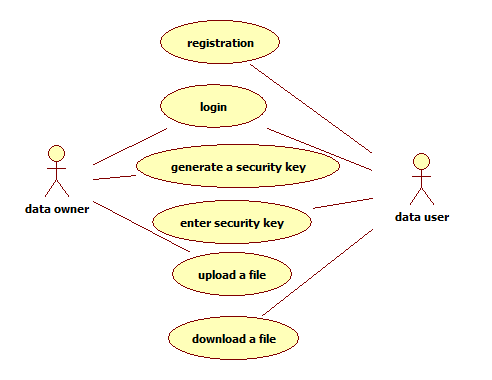 registration
login
generate a security key
data owner
data user
enter security key
upload a file
download a file